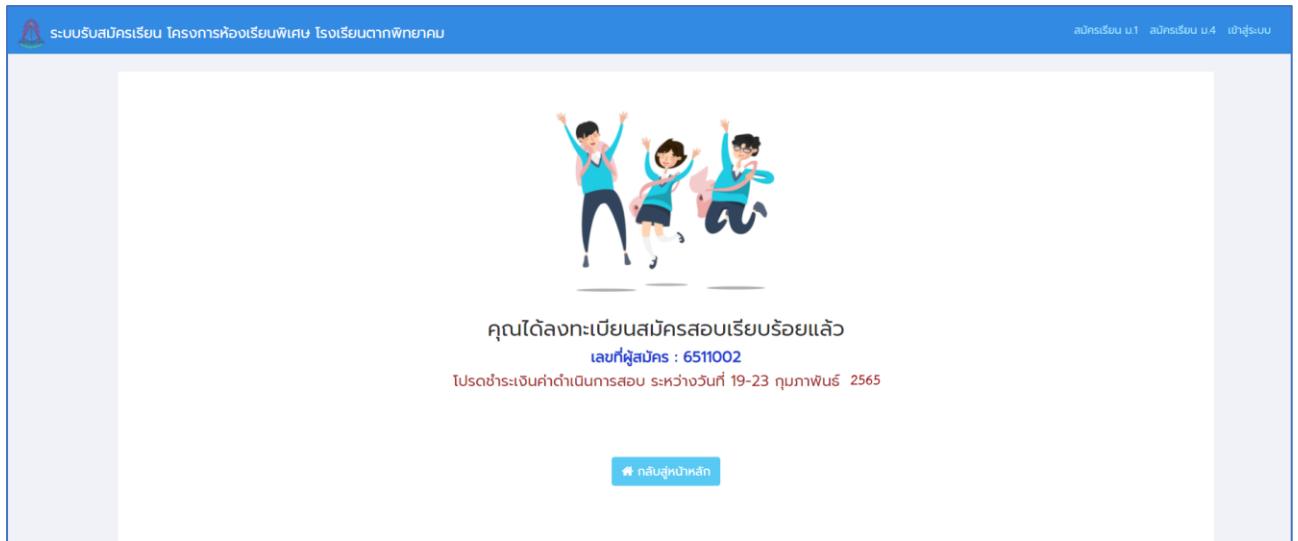 ระบบรับสมัครเรียน โครงการห้องเรียนพิเศษ โรงเรียนตากพิทยาคม
สมัครเรียน ม.1 สมัครเรียน ม.4 เข้าสู่ระบบ
คุณได้ลงทะเบียนสมัครสอบเรียบร้อยแล้ว
เลขที่ผู้สมัคร : 6511002
โปรดชำระเงินค่าดำเนินการสอบ ระหว่างวันที่ 19-23 กุมภาพันธ์ 2565
กลับสู่หน้าหลัก